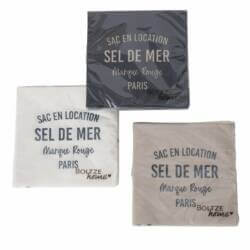 SAC EN LOCATION
SEL DE MER
Marque Rouge
PARIS
SAC EN LOCATION
SEL DE MER
Marque Rouge
PARIS
BOLTZE
home
SAC EN LOCATION
SEL DE MER
Marque Rouge
PARIS
BOLTZE
home